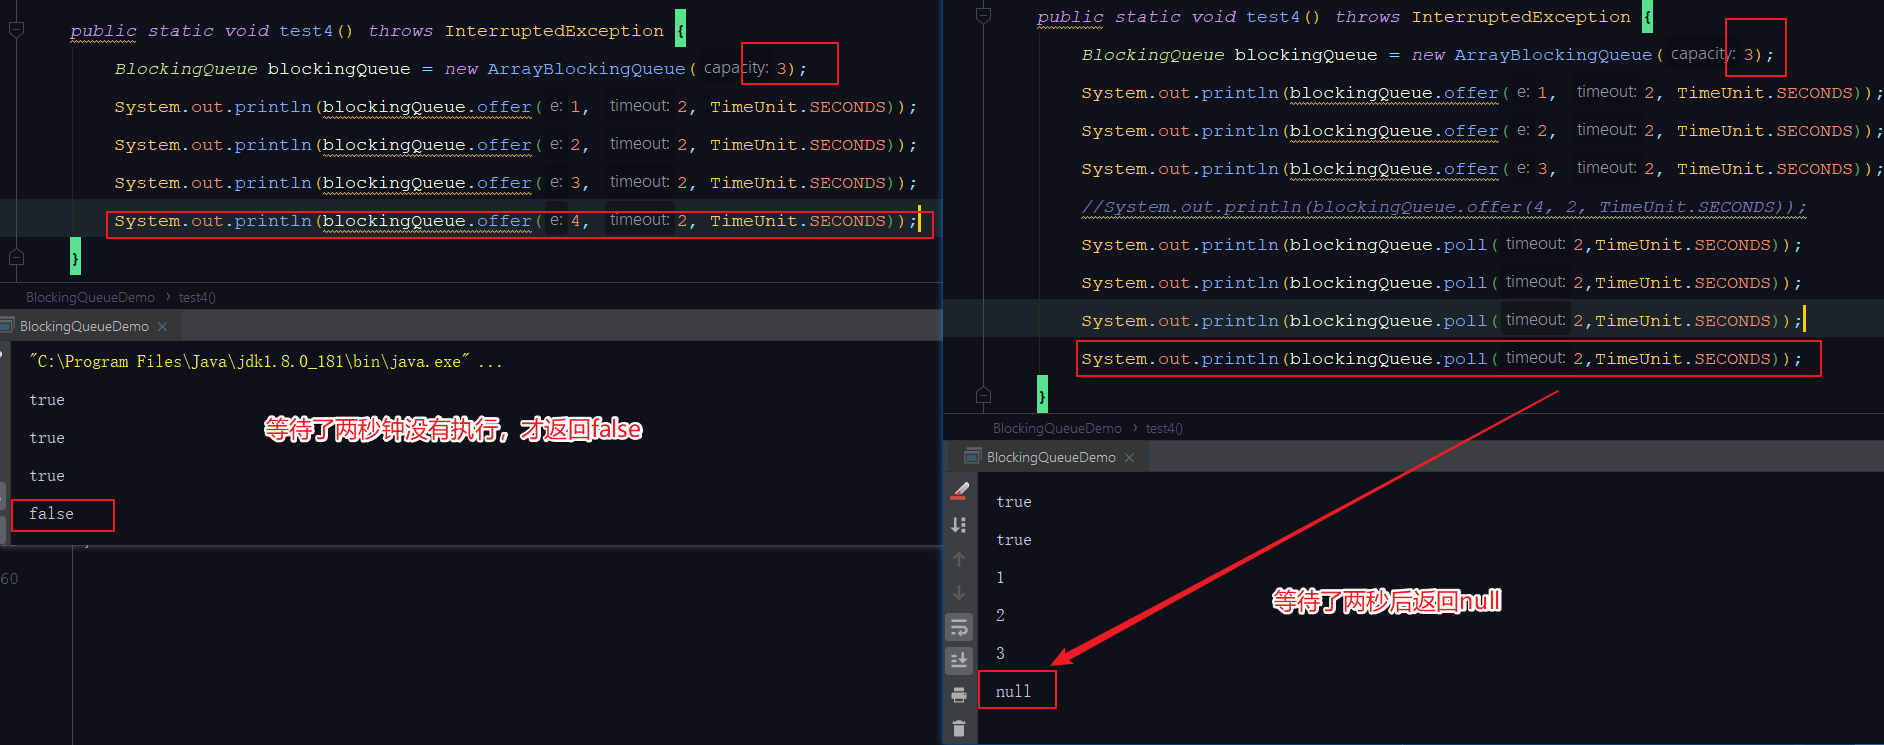 public static void test4() throws InterruptedException {
BlockingQueue blockingQueue = new ArrayBlockingQueue( capacity: 3);
System.out.println(blockingQueue.offer( e: 1, timeout: 2, TimeUnit.SECONDS));
System.out.println(blockingQueue.offer( e: 2, timeout: 2, TimeUnit.SECONDS));
System.out.println(blockingQueue.offer( e: 3, timeout: 2, TimeUnit.SECONDS));
System.out.println(blockingQueue.offer( e: 4, timeout: 2, TimeUnit.SECONDS));
}
BlockingQueueDemo › test4()
BlockingQueueDemo ×
"C:\Program Files\Java\jdk1.8.0_181\bin\java.exe" ...
true
true
true
false
等待了两秒钟没有执行，才返回false
60
public static void test4() throws InterruptedException {
BlockingQueue blockingQueue = new ArrayBlockingQueue( capacity: 3);
System.out.println(blockingQueue.offer( e: 1, timeout: 2, TimeUnit.SECONDS));
System.out.println(blockingQueue.offer( e: 2, timeout: 2, TimeUnit.SECONDS));
System.out.println(blockingQueue.offer( e: 3, timeout: 2, TimeUnit.SECONDS));
//System.out.println(blockingQueue.offer(4, 2, TimeUnit.SECONDS));
System.out.println(blockingQueue.poll( timeout: 2,TimeUnit.SECONDS));
System.out.println(blockingQueue.poll( timeout: 2,TimeUnit.SECONDS));
System.out.println(blockingQueue.poll( timeout: 2,TimeUnit.SECONDS));
System.out.println(blockingQueue.poll( timeout: 2,TimeUnit.SECONDS));
}
BlockingQueueDemo › test4()
BlockingQueueDemo ×
true
true
1
2
3
null
等待了两秒后返回null